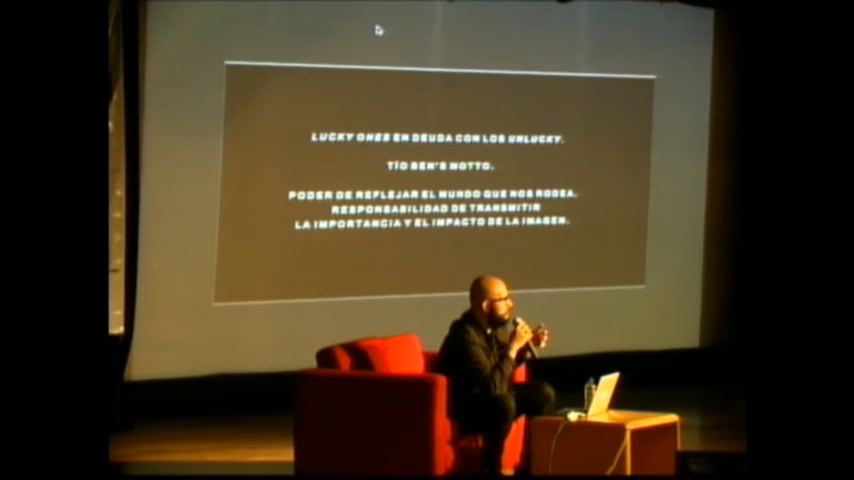 LUCKY ONES EN DEUDA CON LOS UNLUCKY.
TÍO BEN'S MOTTO.
PODER DE REFLEJAR EL MUNDO QUE NOS RODEA.
RESPONSABILIDAD DE TRANSMITIR
LA IMPORTANCIA Y EL IMPACTO DE LA IMAGEN.